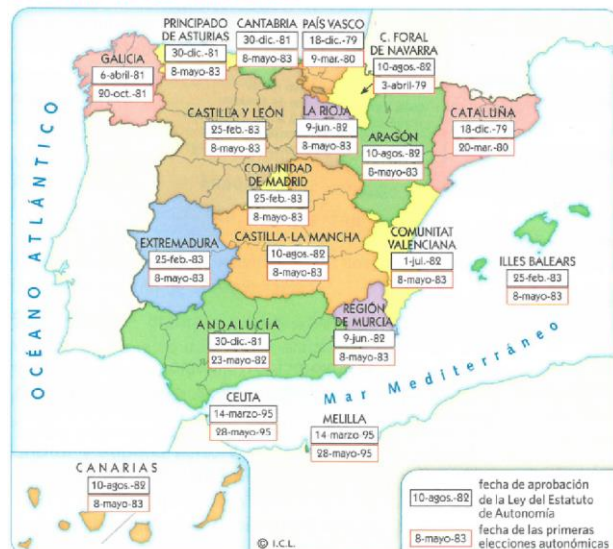 PRINCIPADO
DE ASTURIAS
30-dic.-81
8-mayo-83
CANTABRIA
30-dic.-81
8-mayo-83
PAÍS VASCO
18-dic.-79
9-mar.-80
C. FORAL
DE NAVARRA
10-agos.-82
3-abril-79
GALICIA
6-abril-81
20-oct.-81
CASTILLA Y LEÓN
25-feb.-83
8-mayo-83
LA RIOJA
9-jun.-82
8-mayo-83
ARAGÓN
10-agos.-82
8-mayo-83
CATALUÑA
18-dic.-79
20-mar.-80
COMUNIDAD
DE MADRID
25-feb.-83
8-mayo-83
EXTREMADURA
25-feb.-83
8-mayo-83
CASTILLA-LA MANCHA
10-agos.-82
8-mayo-83
COMUNITAT
VALENCIANA
1-jul.-82
8-mayo-83
ILLES BALEARS
25-feb.-83
8-mayo-83
ANDALUCÍA
30-dic.-81
23-mayo-82
REGIÓN
DE MURCIA
9-jun.-82
8-mayo-83
CEUTA
14-marzo-95
28-mayo-95
MELILLA
14-marzo-95
28-mayo-95
OCÉANO ATLÁNTICO
Mar Mediterráneo
CANARIAS
10-agos.-82
8-mayo-83
© I.C.L.
10-agos.-82
fecha de aprobación
de la Ley del Estatuto
de Autonomía
8-mayo-83
fecha de las primeras
elecciones autonómicas